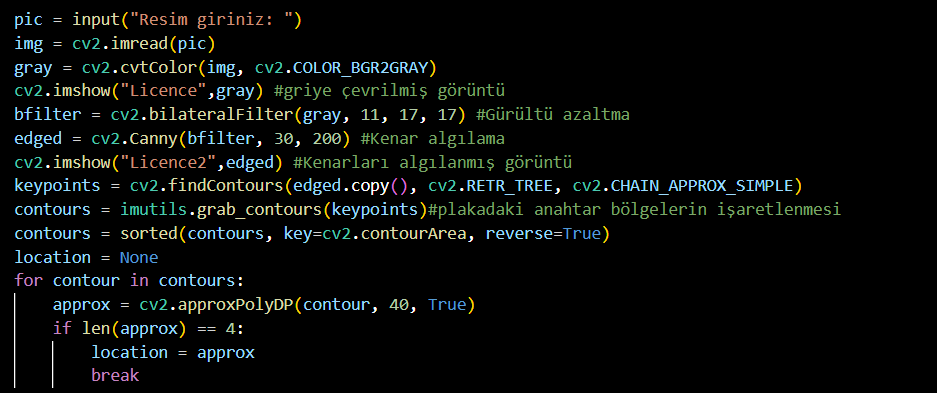 pic = input("Resim giriniz: ")
img = cv2.imread(pic)
gray = cv2.cvtColor(img, cv2.COLOR_BGR2GRAY)
cv2.imshow("Licence",gray) #griye çevrilmiş görüntü
bfilter = cv2.bilateralFilter(gray, 11, 17, 17) #Gürültü azaltma
edged = cv2.Canny(bfilter, 30, 200) #Kenar algılama
cv2.imshow("Licence2",edged) #Kenarları algılanmış görüntü
keypoints = cv2.findContours(edged.copy(), cv2.RETR_TREE, cv2.CHAIN_APPROX_SIMPLE)
contours = imutils.grab_contours(keypoints)#plakadaki anahtar bölgelerin işaretlenmesi
contours = sorted(contours, key=cv2.contourArea, reverse=True)
location = None
for contour in contours:
    approx = cv2.approxPolyDP(contour, 40, True)
    if len(approx) == 4:
        location = approx
        break